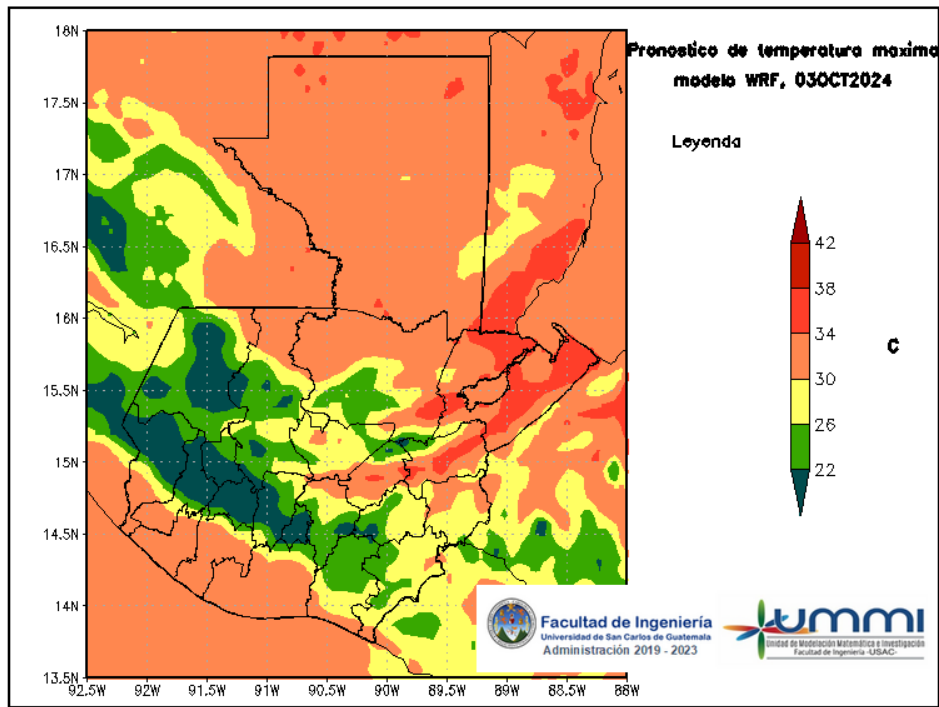 Pronostico de temperatura maxima
modelo WRF, 03OCT2024
Leyenda
42
38
34
30
26
22
C
18N
17.5N
17N
16.5N
16N
15.5N
15N
14.5N
14N
13.5N
92.5W 92W 91.5W 91W 90.5W 90W 89.5W 89W 88.5W 88W
Facultad de Ingeniería
Universidad de San Carlos de Guatemala
Administración 2019 - 2023
ummi
Unidad de Modelación Matemática e Investigación
Facultad de Ingeniería -USAC-